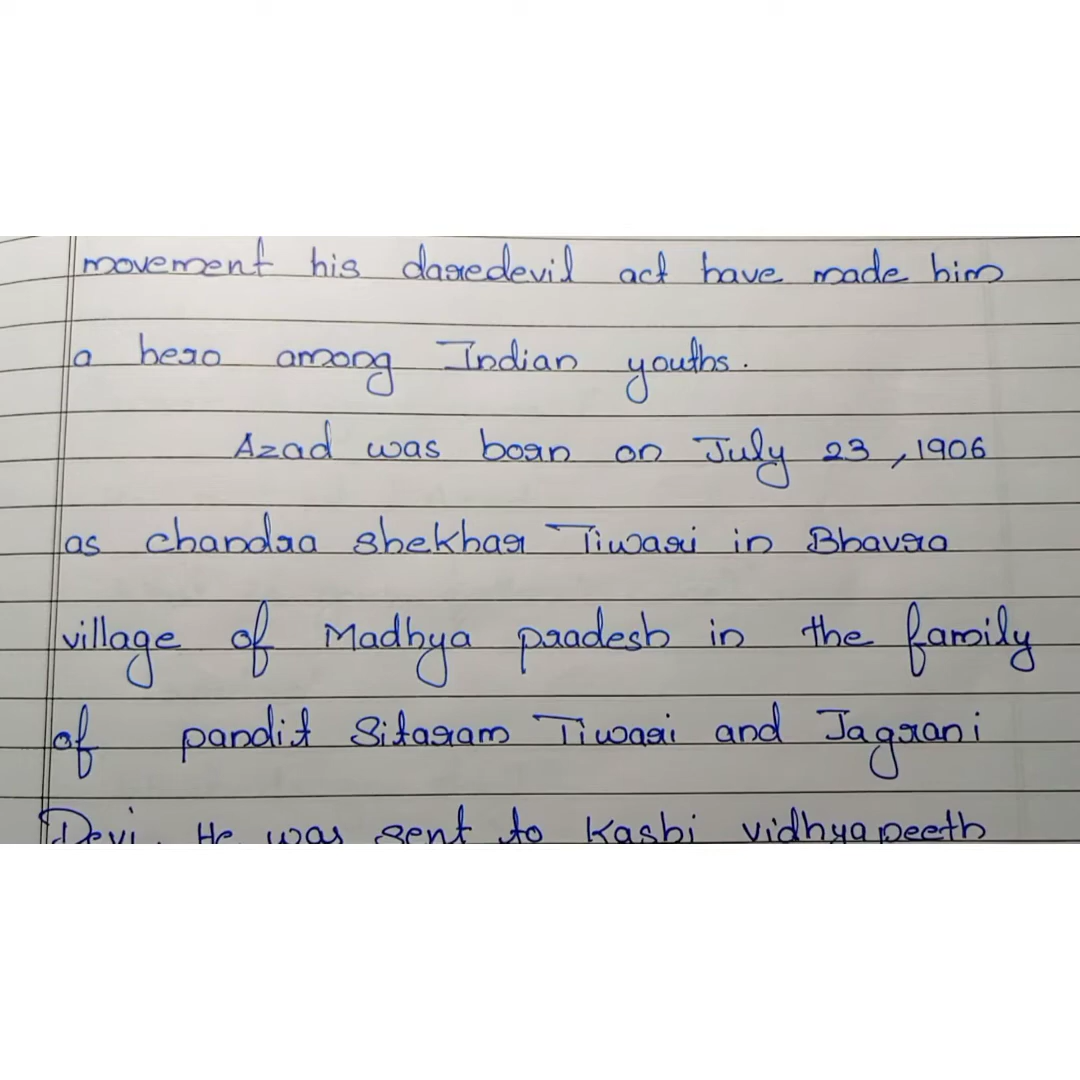 movement his daredevil act have made him
a hero among Indian youths.
Azad was born on July 23, 1906
as chandra shekhar Tiwari in Bhavra
village of Madhya pradesh in the family
of pandit Sitaram Tiwari and Jagrani
Devi. He was sent to Kashi vidhyapeeth